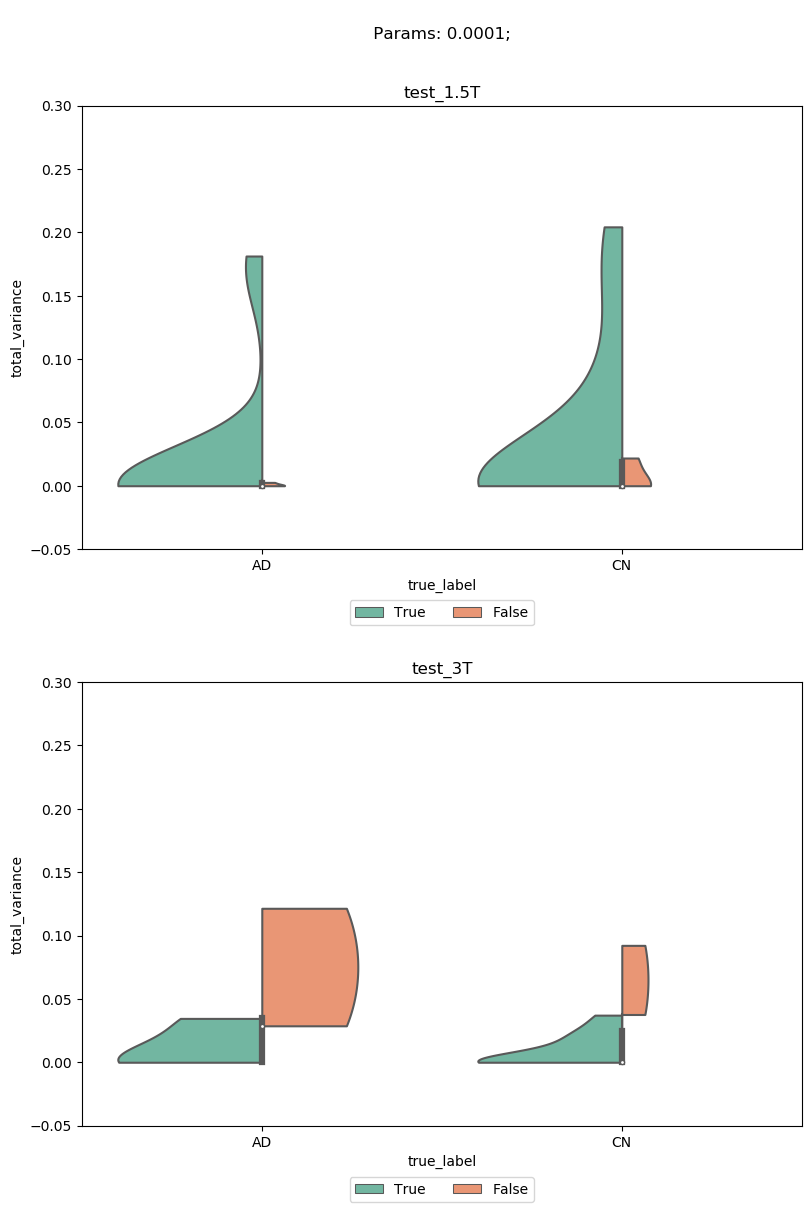 Params: 0.0001;
test_1.5T
0.30
0.25
0.20
0.15
0.10
0.05
0.00
−0.05
total_variance
AD CN
true_label
True False
test_3T
0.30
0.25
0.20
0.15
0.10
0.05
0.00
−0.05
total_variance
AD CN
true_label
True False